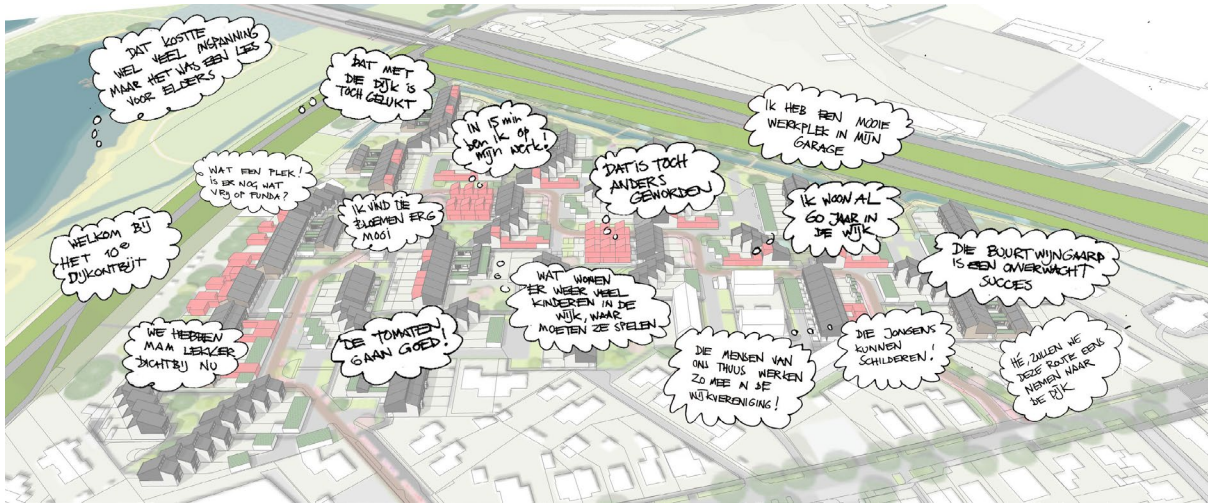 DAT KOSTTE
WEL VEEL INSPANNING
MAAR HET WAS EEN LES
VOOR ELDERS
DAT MET
DIE DIJK IS
TOCH GELUKT
IN 15 min
ben IK OP
mijn WERK!
IK HEB EEN MOOIE
WERKPLEK IN MIJN
GARAGE
WAT EEN PLEK!
IS ER NOG WAT
VRIJ OP FUNDA?
IK VIND DE
BLOEMEN ERG
MOOI
DAT IS TOCH
ANDERS
GEWORDEN
IK WOON AL
60 JAAR IN
DE WIJK
WELKOM BIJ
HET 10e
DIJKONTBIJT
WAT WONEN
ER WEER VEEL
KINDEREN IN DE
WIJK, WAAR
MOETEN ZE SPELEN
DIE BUURTWIJNGAARD
IS EEN ONVERWACHT
SUCCES
WE HEBBEN
MAM LEKKER
DICHTBIJ NU
DE TOMATEN
GAAN GOED!
DIE MENSEN VAN
ONS THUUS WERKEN
ZO MEE IN DE
WIJKVERENIGING!
DIE JONGENS
KUNNEN
SCHILDEREN!
HÉ ZULLEN WE
DEZE ROUTE EENS
NEMEN NAAR
DE DIJK